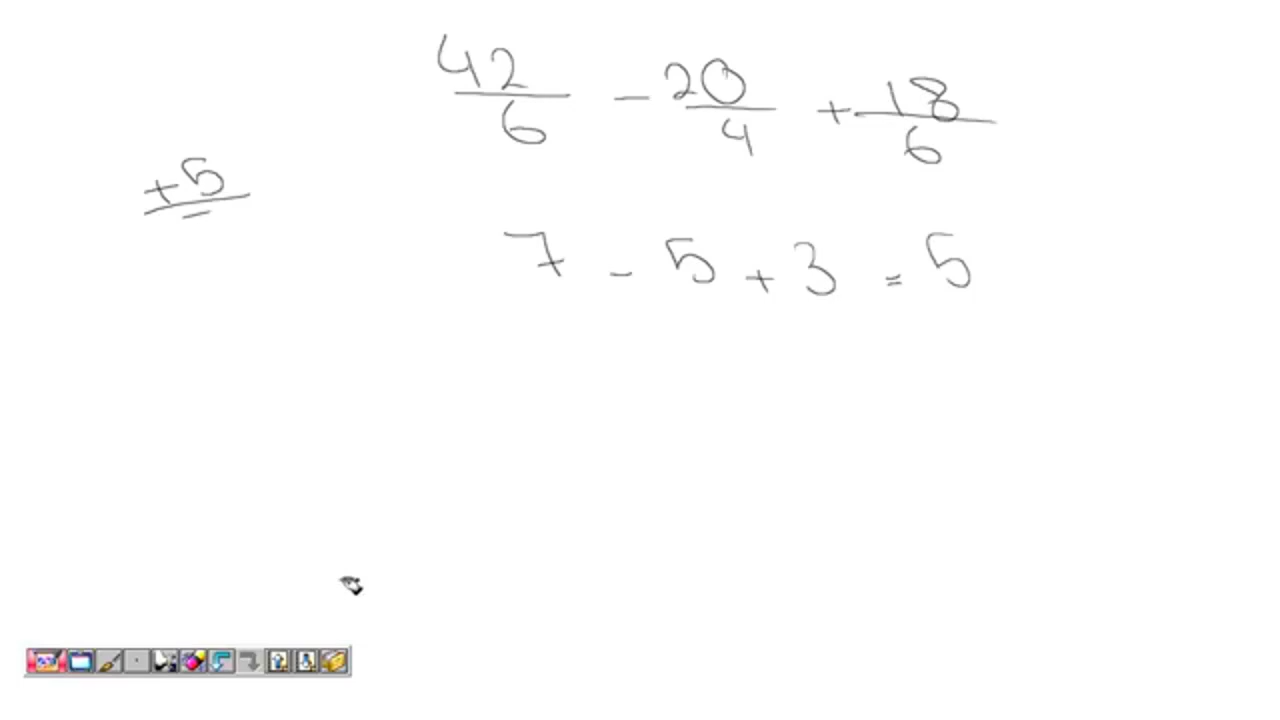 42/6 - 20/4 + 18/6
+5
7 - 5 + 3 = 5